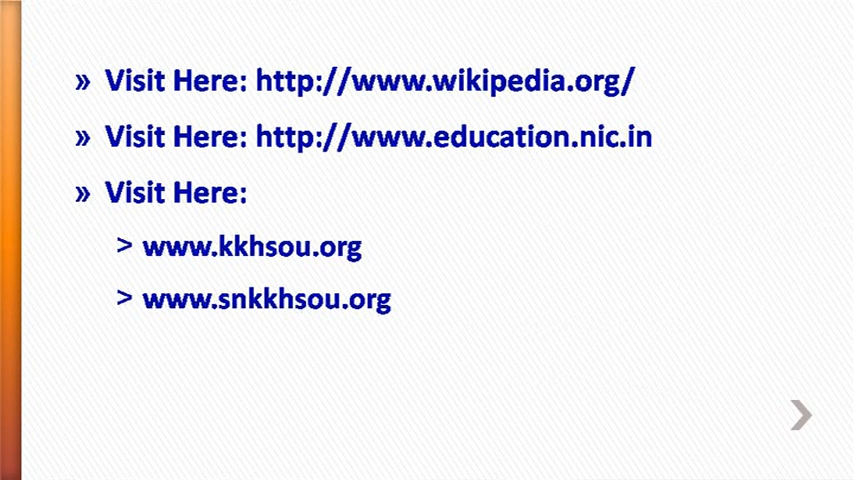 » Visit Here: http://www.wikipedia.org/
» Visit Here: http://www.education.nic.in
» Visit Here:
> www.kkhsou.org
> www.snkkhsou.org